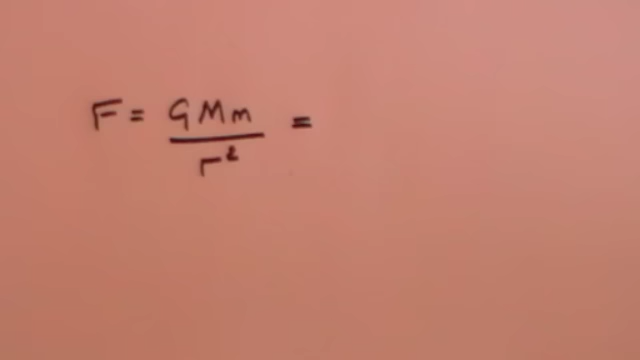 F = GMm/r² =